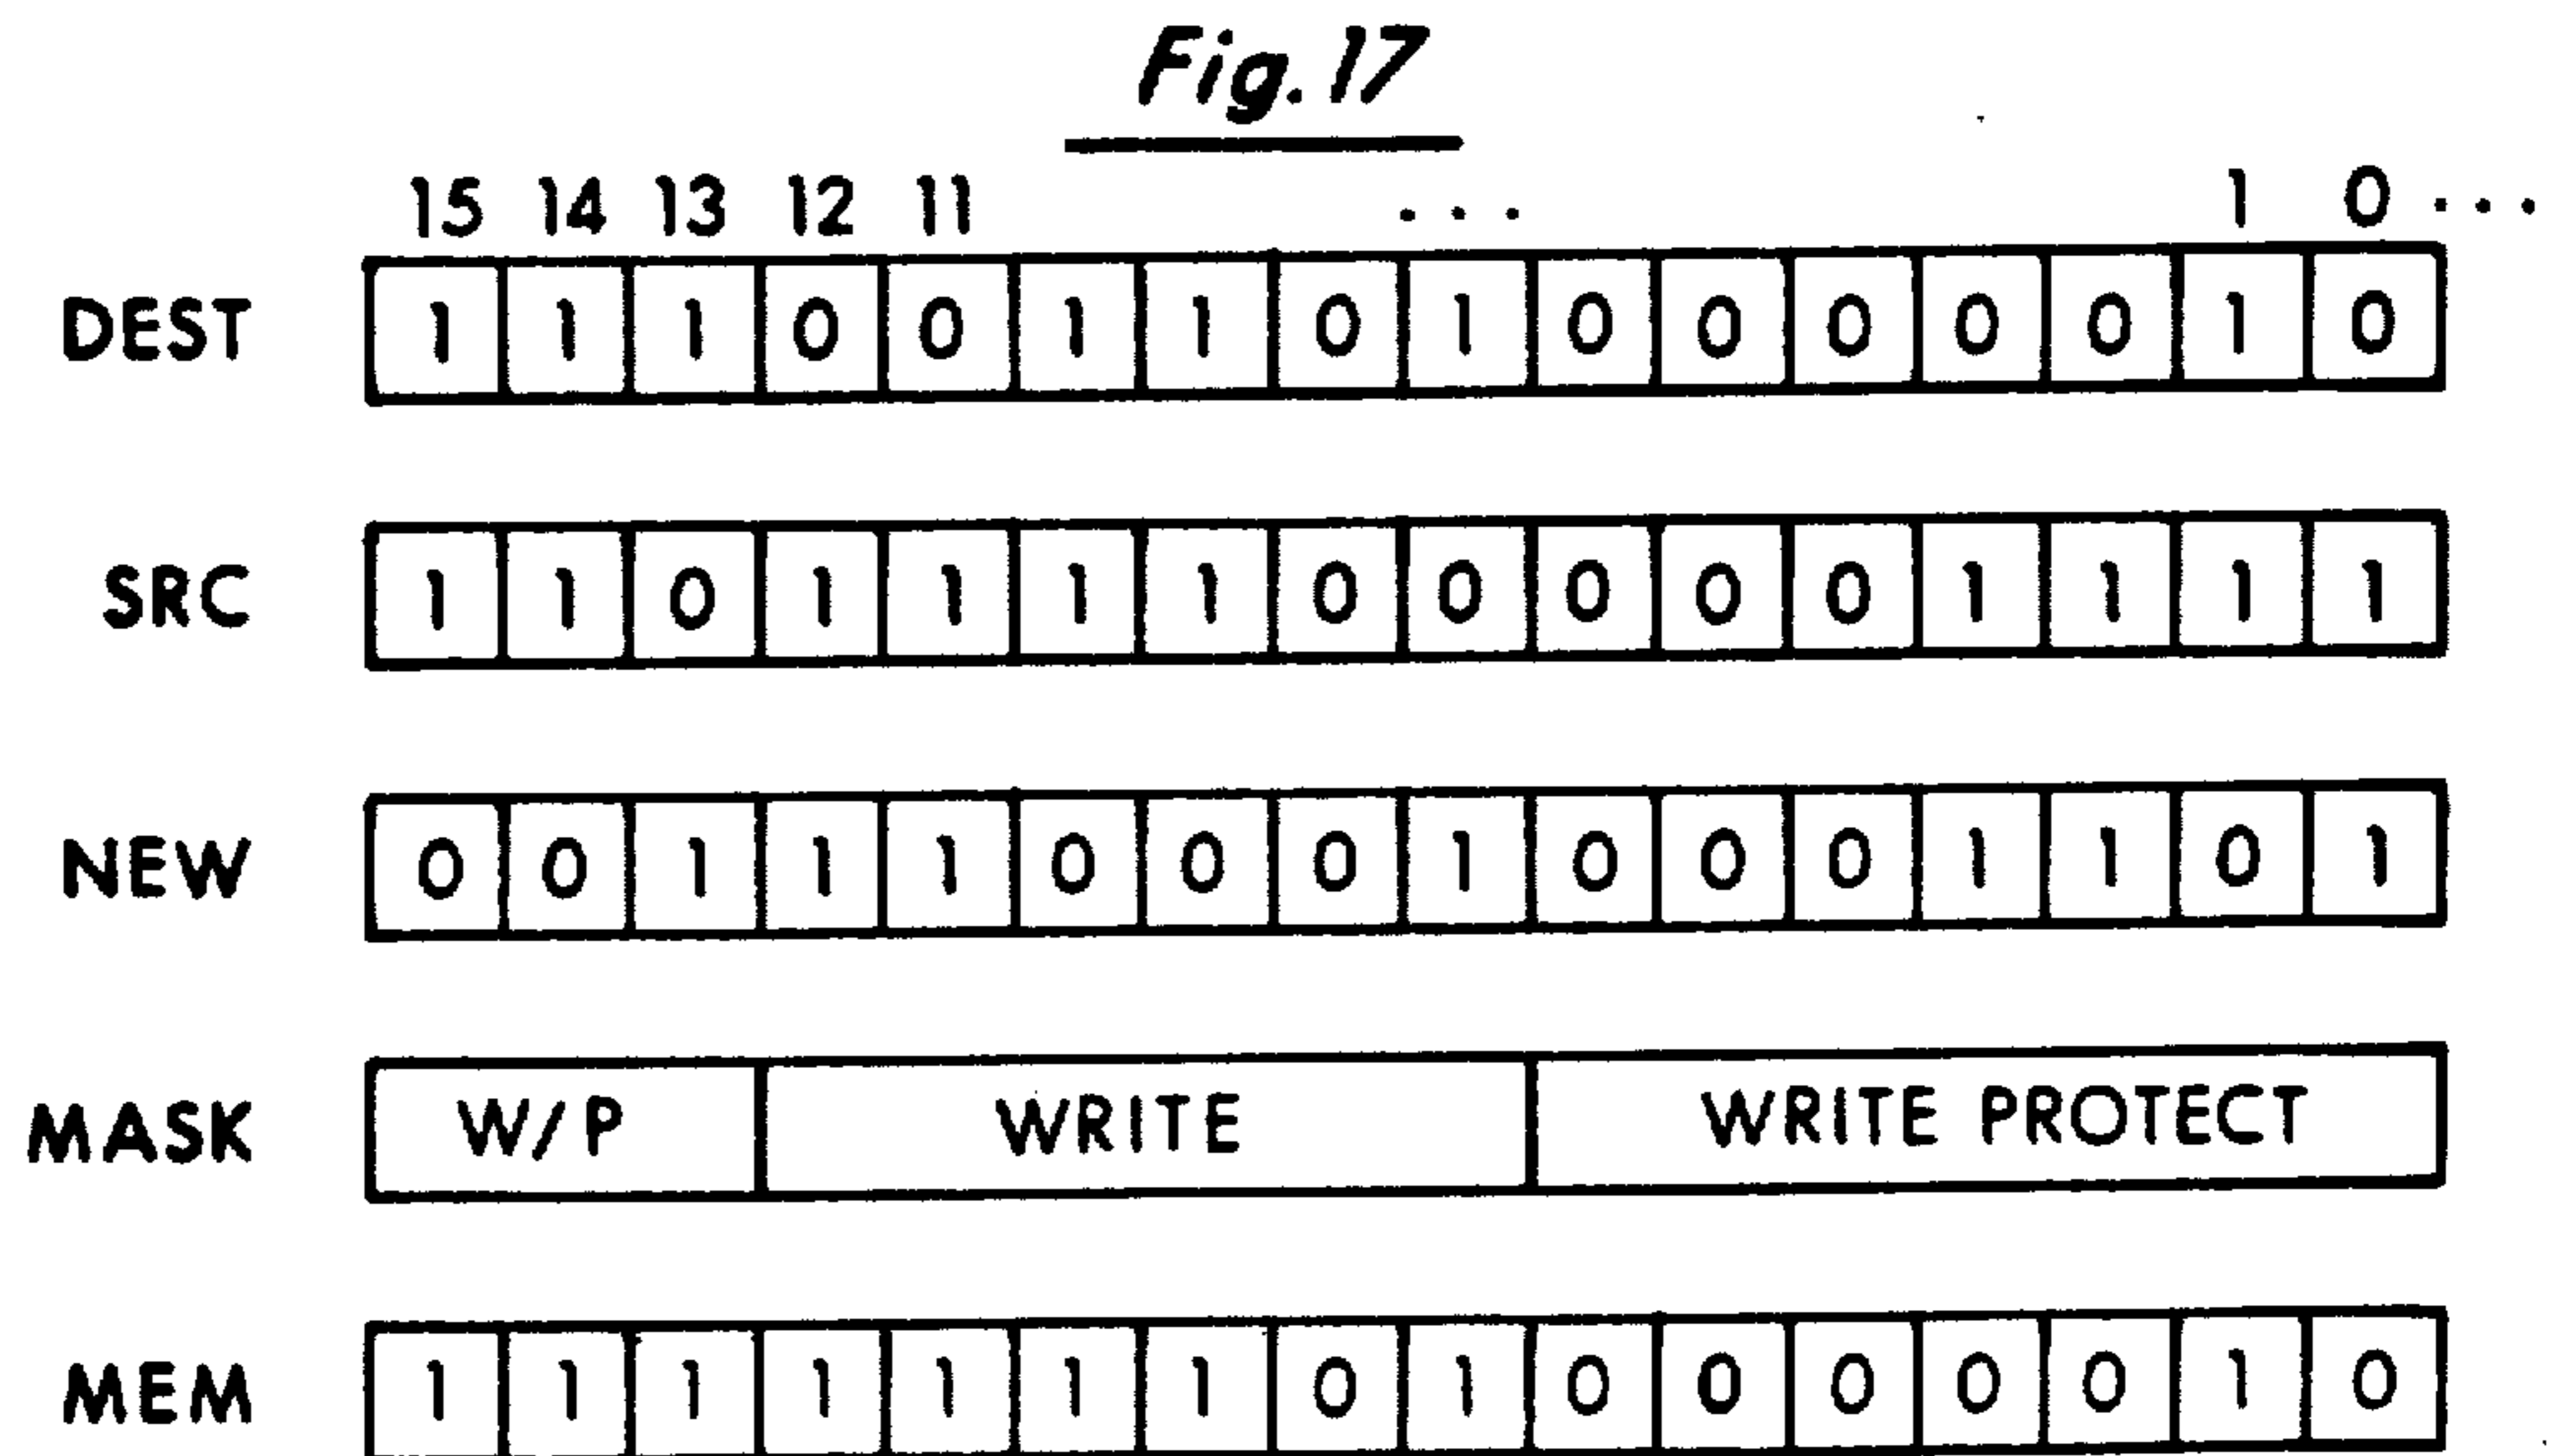 Fig. 17
15 14 13 12 11 ... 1 0 ...
DEST 1 1 1 0 0 1 1 0 1 0 0 0 0 0 1 0
SRC 1 1 0 1 1 1 1 0 0 0 0 0 1 1 1 1
NEW 0 0 1 1 1 0 0 0 1 0 0 0 1 1 0 1
MASK W/P WRITE WRITE PROTECT
MEM 1 1 1 1 1 1 1 0 1 0 0 0 0 0 1 0